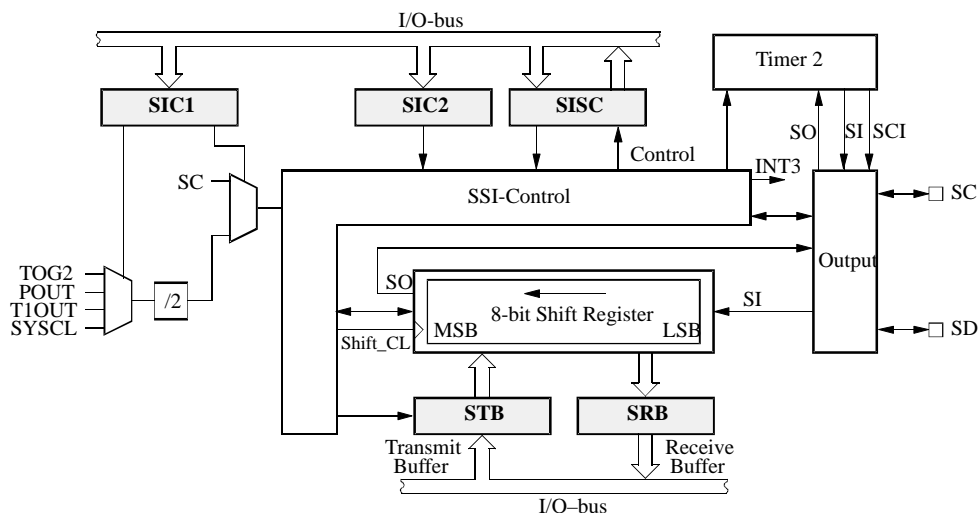 I/O-bus
Timer 2
SIC1
SIC2
SISC
SO
SI
SCI
Control
INT3
SC
SSI-Control
SC
Output
TOG2
POUT
T1OUT
SYSCL
/2
SO
SI
8-bit Shift Register
MSB
LSB
Shift_CL
SD
STB
SRB
Transmit
Buffer
Receive
Buffer
I/O–bus